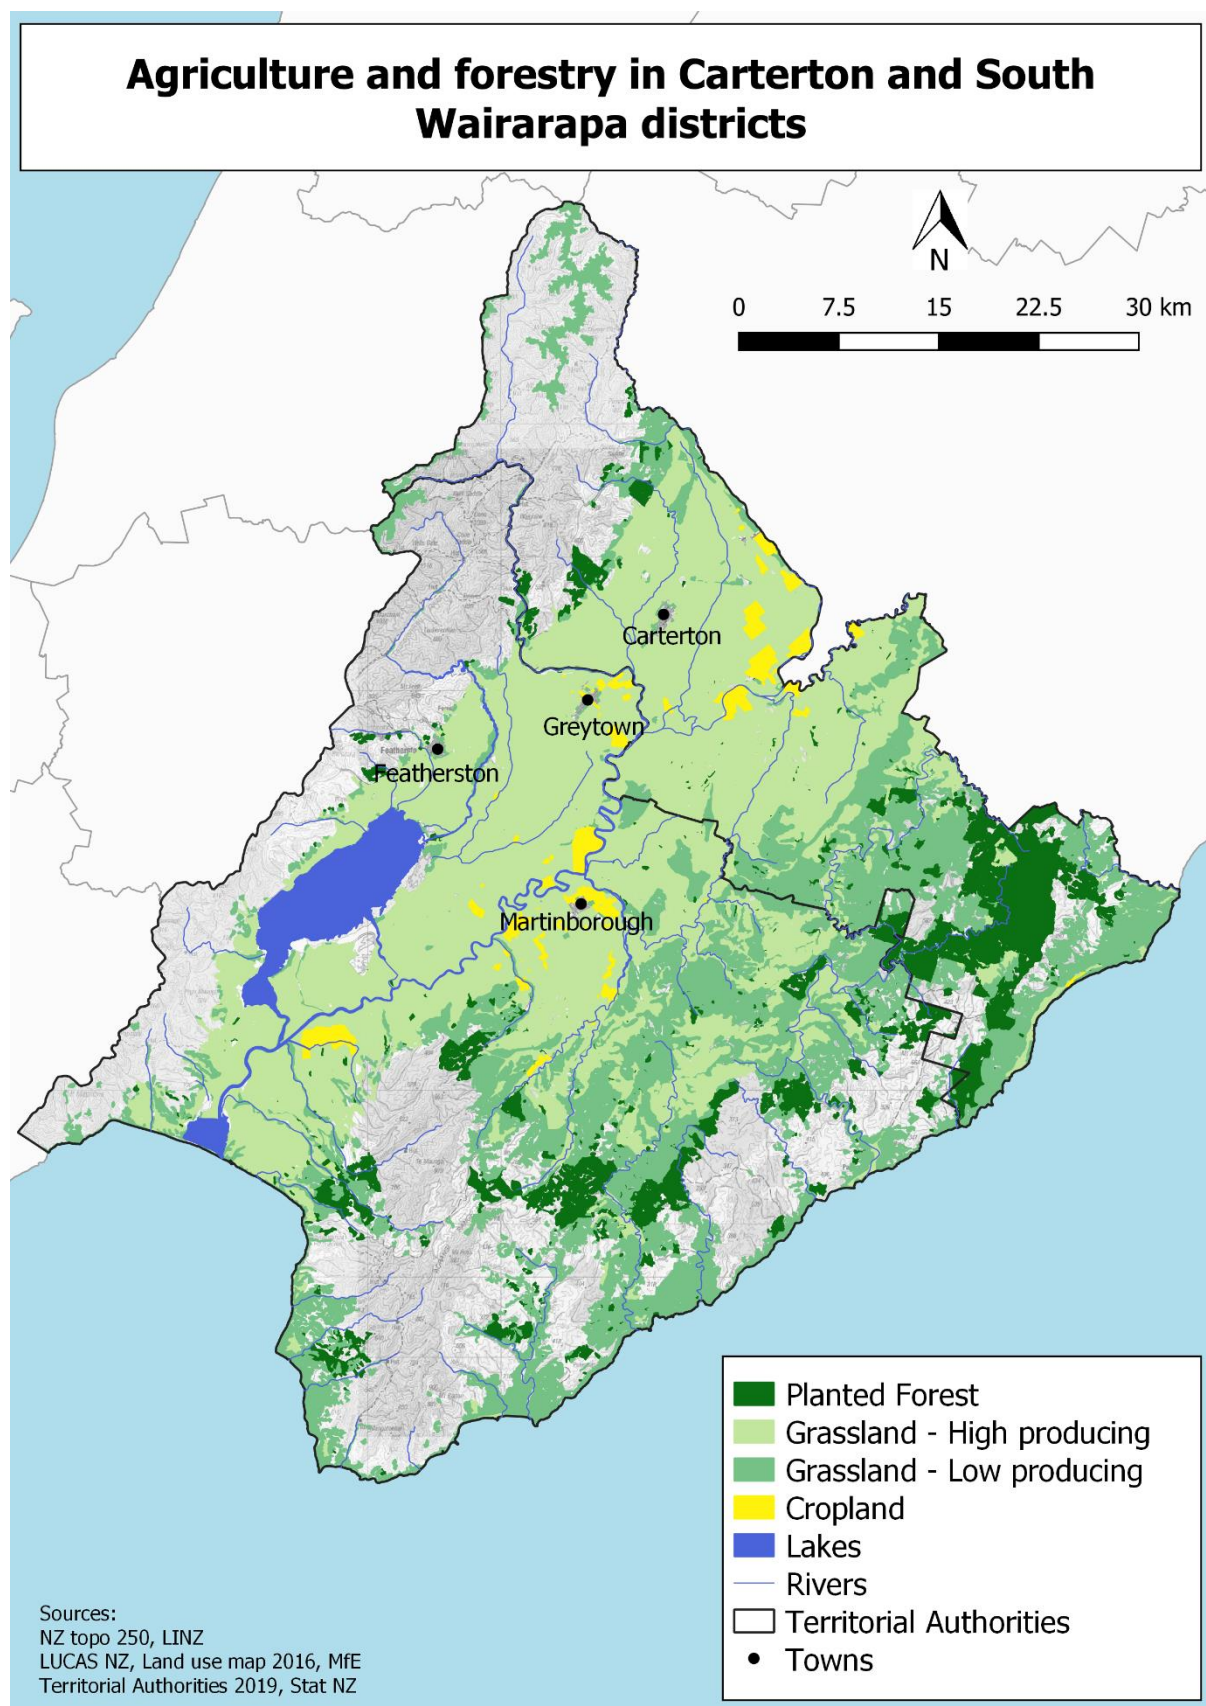 Agriculture and forestry in Carterton and South
Wairarapa districts
N
0 7.5 15 22.5 30 km
Carterton
Greytown
Featherston
Martinborough
Planted Forest
Grassland - High producing
Grassland - Low producing
Cropland
Lakes
Rivers
Territorial Authorities
Towns
Sources:
NZ topo 250, LINZ
LUCAS NZ, Land use map 2016, MfE
Territorial Authorities 2019, Stat NZ